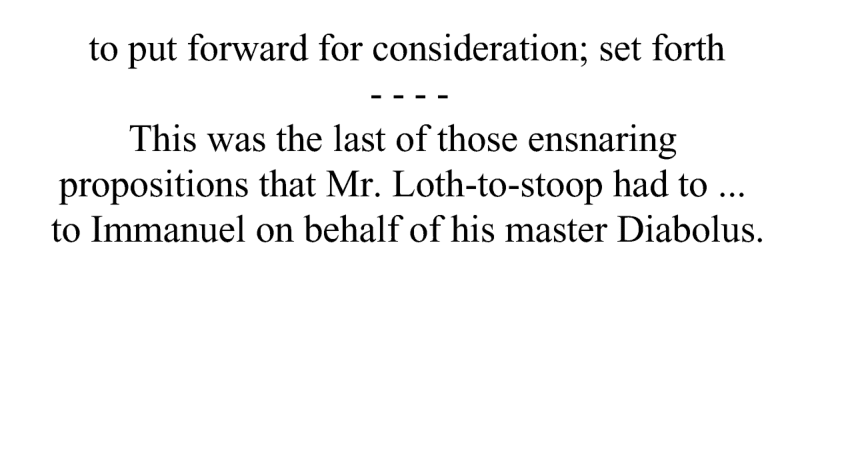 to put forward for consideration; set forth
- - - -
This was the last of those ensnaring
propositions that Mr. Loth-to-stoop had to ...
to Immanuel on behalf of his master Diabolus.